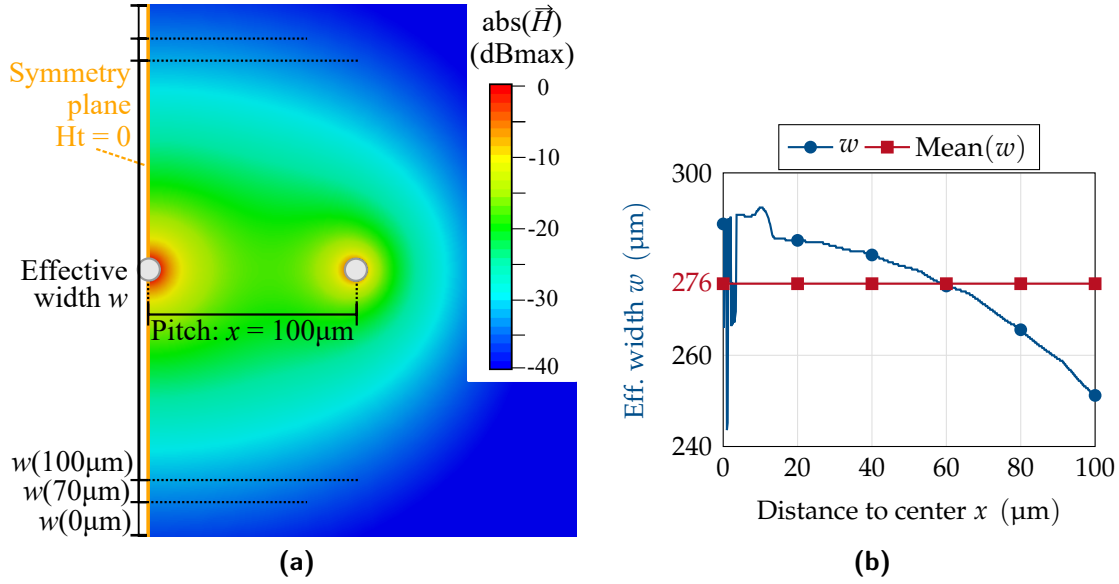 abs(H⃗)
(dBmax)
0
-10
-20
-30
-40
Symmetry
plane
Ht = 0
Effective
width w
Pitch: x = 100µm
w(100µm)
w(70µm)
w(0µm)
(a)
w Mean(w)
300
276
260
240
Eff. width w (µm)
0 20 40 60 80 100
Distance to center x (µm)
(b)